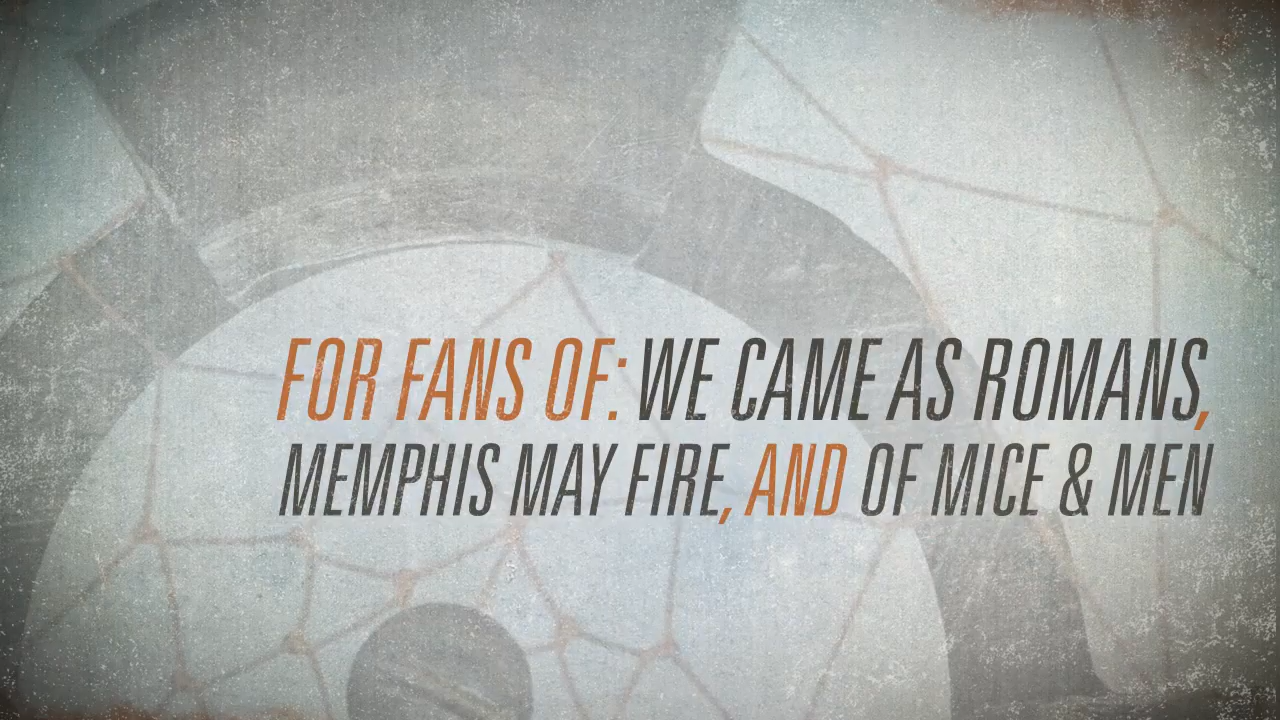 FOR FANS OF: WE CAME AS ROMANS,
MEMPHIS MAY FIRE, AND OF MICE & MEN